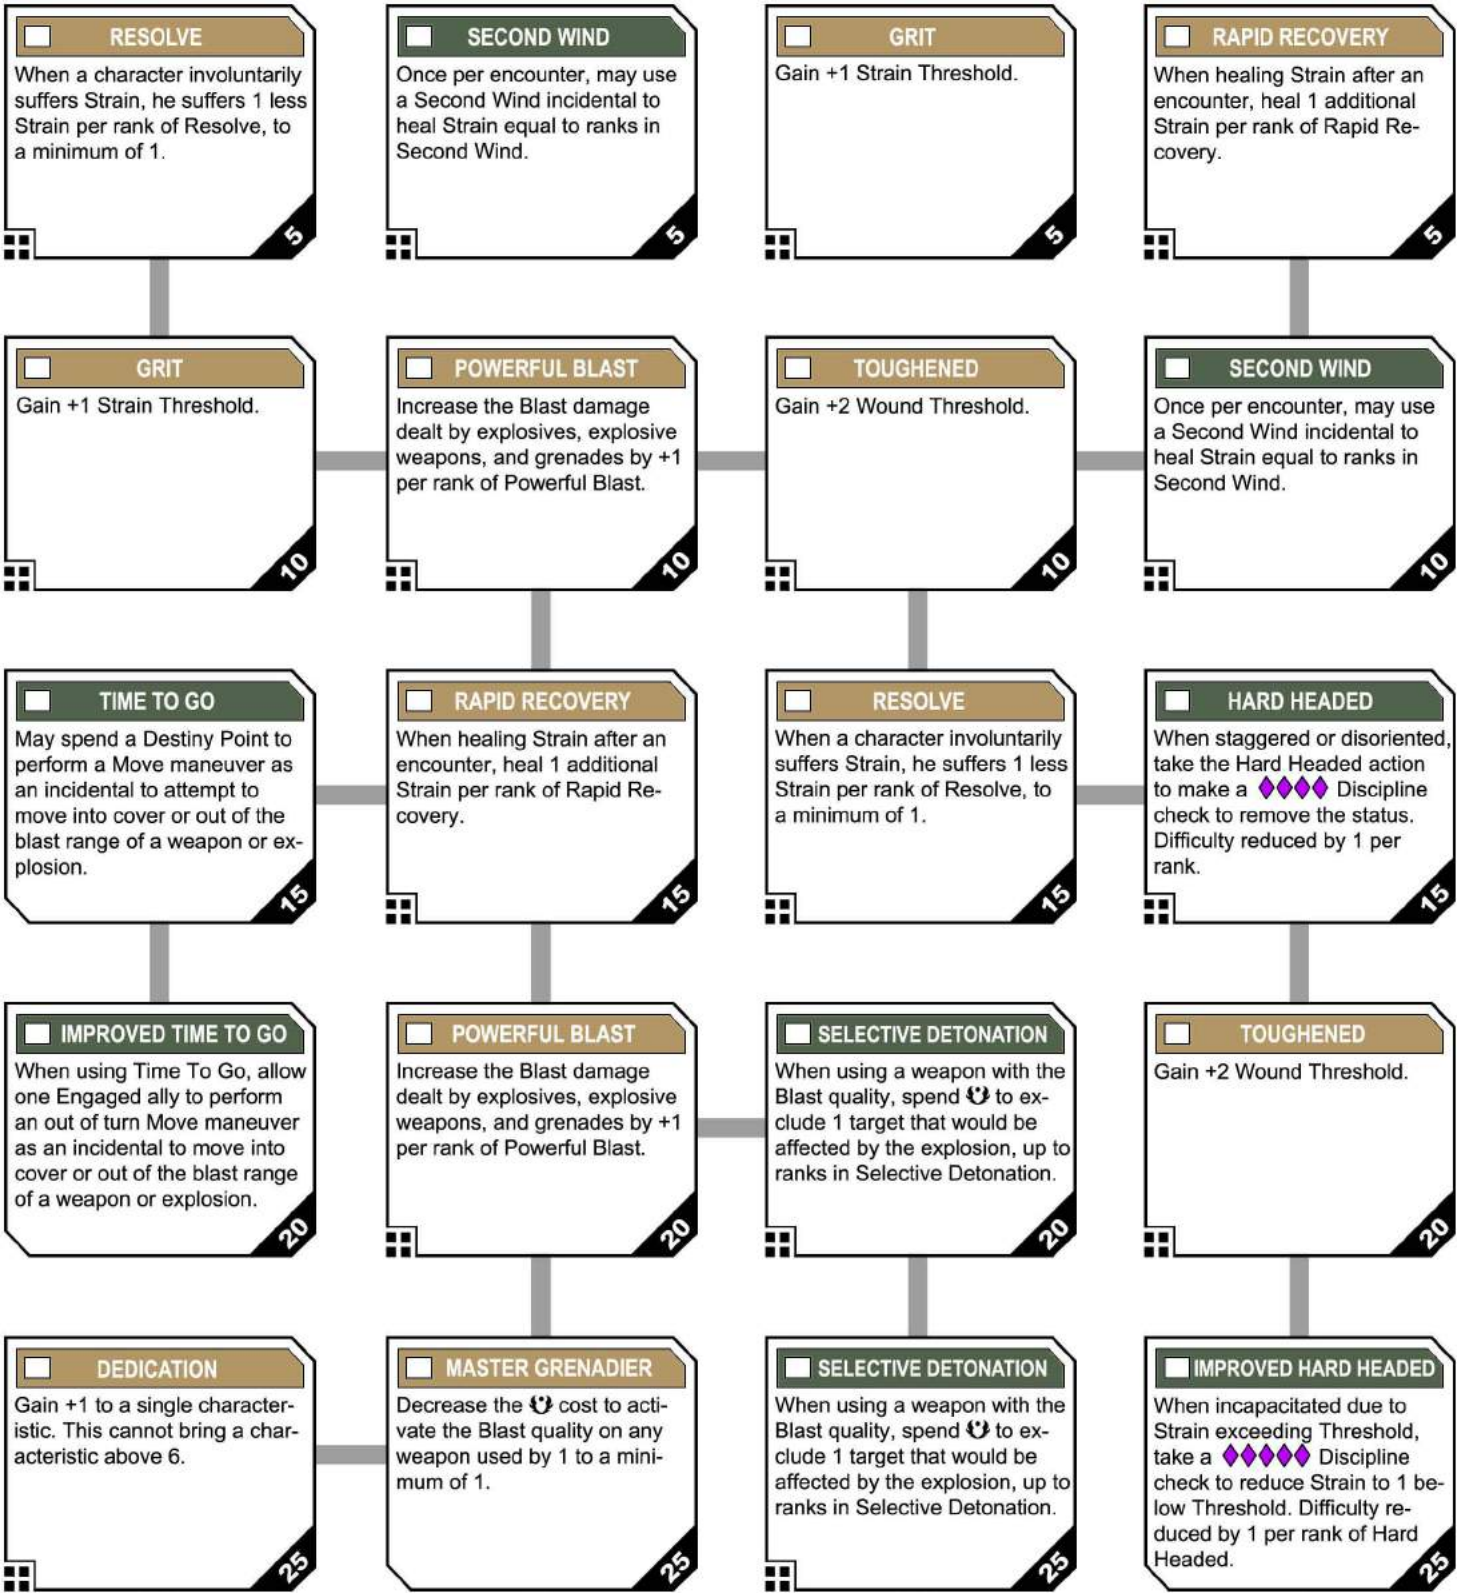 RESOLVE
When a character involuntarily
suffers Strain, he suffers 1 less
Strain per rank of Resolve, to
a minimum of 1.
5
SECOND WIND
Once per encounter, may use
a Second Wind incidental to
heal Strain equal to ranks in
Second Wind.
5
GRIT
Gain +1 Strain Threshold.
5
RAPID RECOVERY
When healing Strain after an
encounter, heal 1 additional
Strain per rank of Rapid Re-
covery.
5
GRIT
Gain +1 Strain Threshold.
10
POWERFUL BLAST
Increase the Blast damage
dealt by explosives, explosive
weapons, and grenades by +1
per rank of Powerful Blast.
10
TOUGHENED
Gain +2 Wound Threshold.
10
SECOND WIND
Once per encounter, may use
a Second Wind incidental to
heal Strain equal to ranks in
Second Wind.
10
TIME TO GO
May spend a Destiny Point to
perform a Move maneuver as
an incidental to attempt to
move into cover or out of the
blast range of a weapon or ex-
plosion.
15
RAPID RECOVERY
When healing Strain after an
encounter, heal 1 additional
Strain per rank of Rapid Re-
covery.
15
RESOLVE
When a character involuntarily
suffers Strain, he suffers 1 less
Strain per rank of Resolve, to
a minimum of 1.
15
HARD HEADED
When staggered or disoriented,
take the Hard Headed action
to make a Discipline
check to remove the status.
Difficulty reduced by 1 per
rank.
15
IMPROVED TIME TO GO
When using Time To Go, allow
one Engaged ally to perform
an out of turn Move maneuver
as an incidental to move into
cover or out of the blast range
of a weapon or explosion.
20
POWERFUL BLAST
Increase the Blast damage
dealt by explosives, explosive
weapons, and grenades by +1
per rank of Powerful Blast.
20
SELECTIVE DETONATION
When using a weapon with the
Blast quality, spend to ex-
clude 1 target that would be
affected by the explosion, up to
ranks in Selective Detonation.
20
TOUGHENED
Gain +2 Wound Threshold.
20
DEDICATION
Gain +1 to a single character-
istic. This cannot bring a char-
acteristic above 6.
25
MASTER GRENADIER
Decrease the cost to acti-
vate the Blast quality on any
weapon used by 1 to a mini-
mum of 1.
25
SELECTIVE DETONATION
When using a weapon with the
Blast quality, spend to ex-
clude 1 target that would be
affected by the explosion, up to
ranks in Selective Detonation.
25
IMPROVED HARD HEADED
When incapacitated due to
Strain exceeding Threshold,
take a Discipline
check to reduce Strain to 1 be-
low Threshold. Difficulty re-
duced by 1 per rank of Hard
Headed.
25